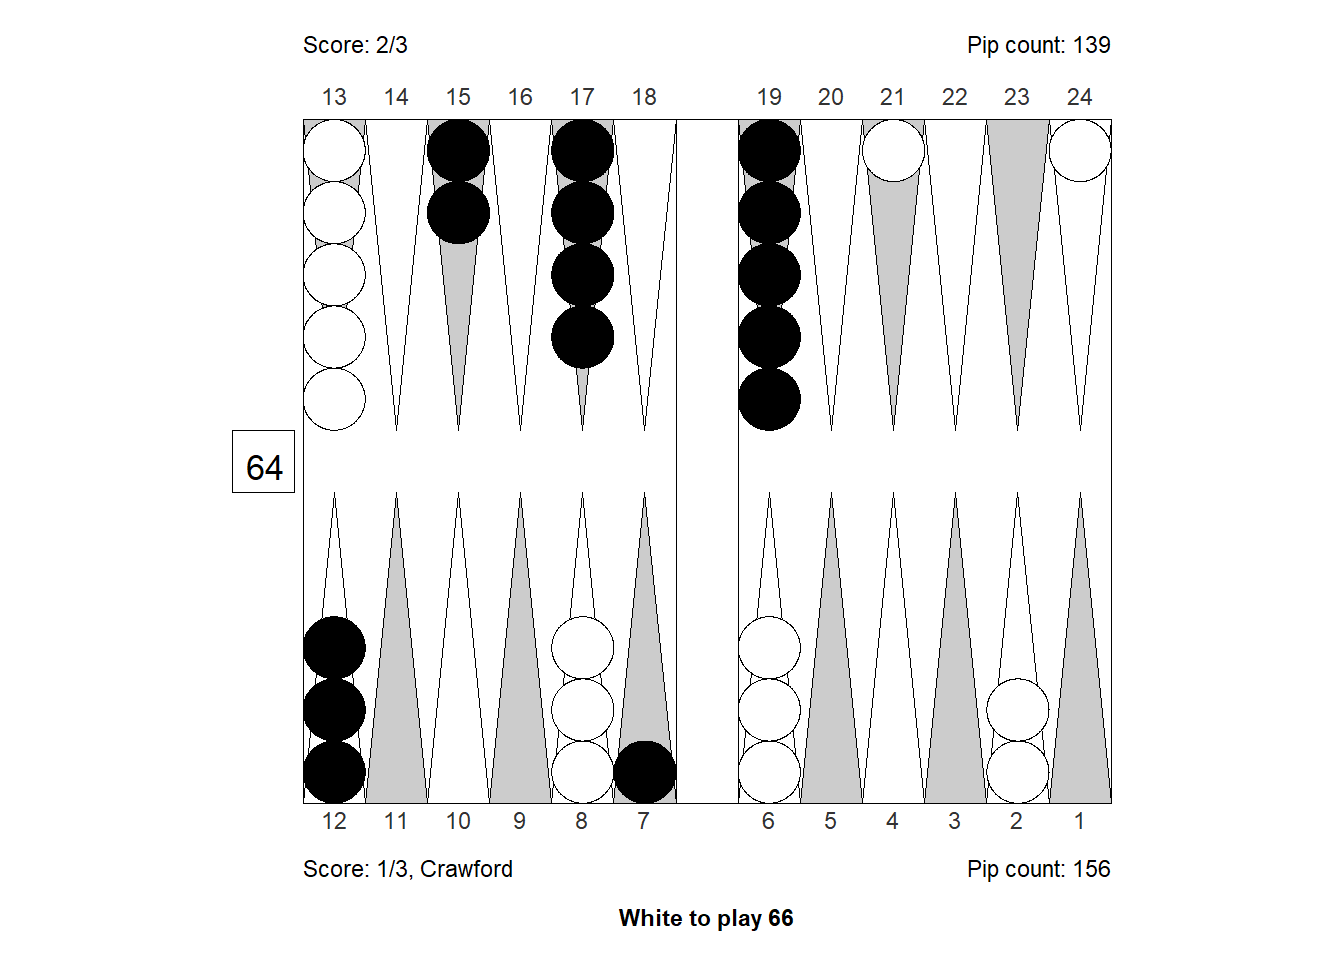 Score: 2/3 Pip count: 139
13 14 15 16 17 18 19 20 21 22 23 24
64
12 11 10 9 8 7 6 5 4 3 2 1
Score: 1/3, Crawford Pip count: 156
White to play 66